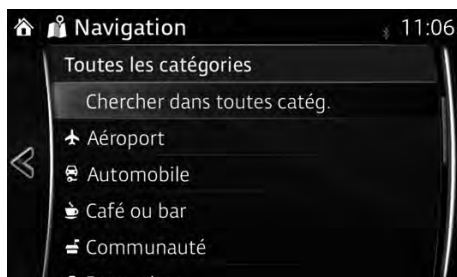 Navigation 11:06
Toutes les catégories
Chercher dans toutes catég.
Aéroport
Automobile
Café ou bar
Communauté